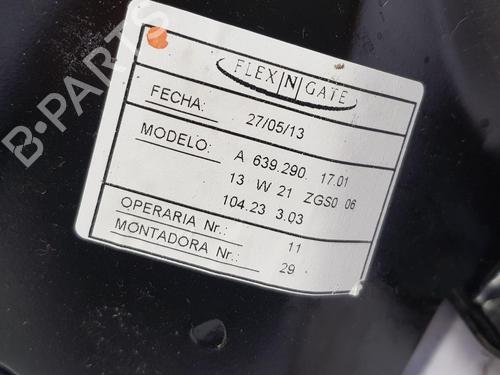 B-PARTS
FLEX N GATE
FECHA: 27/05/13
MODELO: A 639.290. 17.01
13 W 21 ZGS0 06
104.23 3.03
OPERARIA Nr.: 11
MONTADORA Nr.: 29